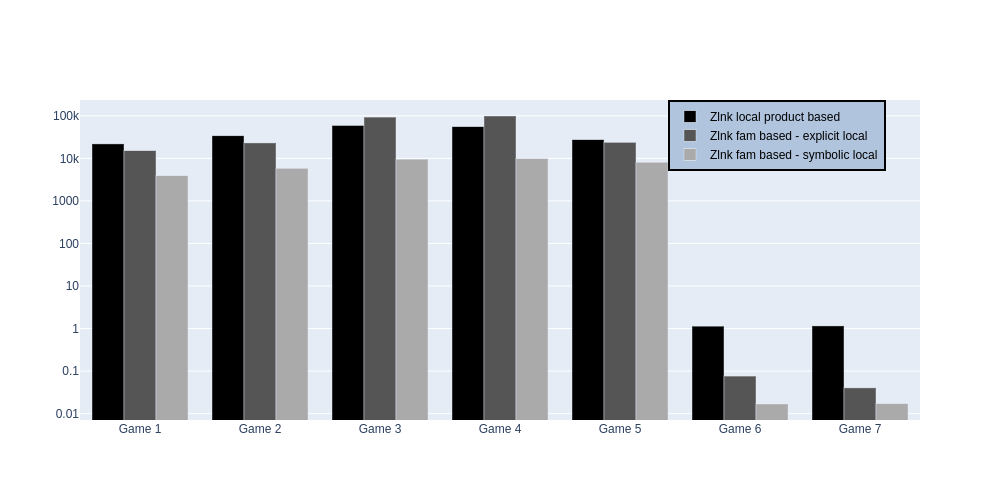 100k
10k
1000
100
10
1
0.1
0.01
Zlnk local product based
Zlnk fam based - explicit local
Zlnk fam based - symbolic local
Game 1
Game 2
Game 3
Game 4
Game 5
Game 6
Game 7